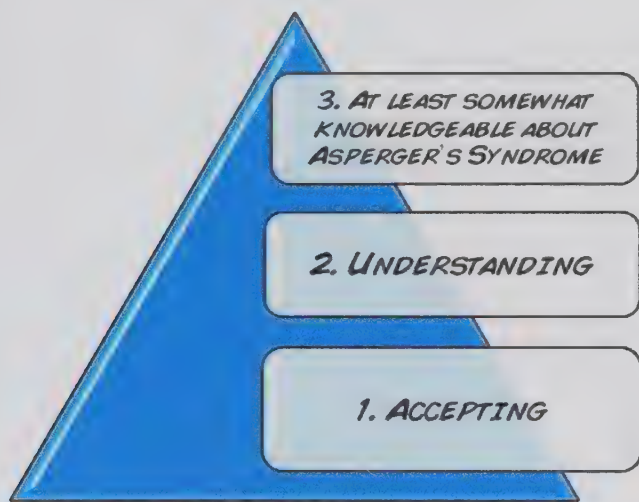 3. AT LEAST SOMEWHAT
KNOWLEDGEABLE ABOUT
ASPERGER'S SYNDROME
2. UNDERSTANDING
1. ACCEPTING